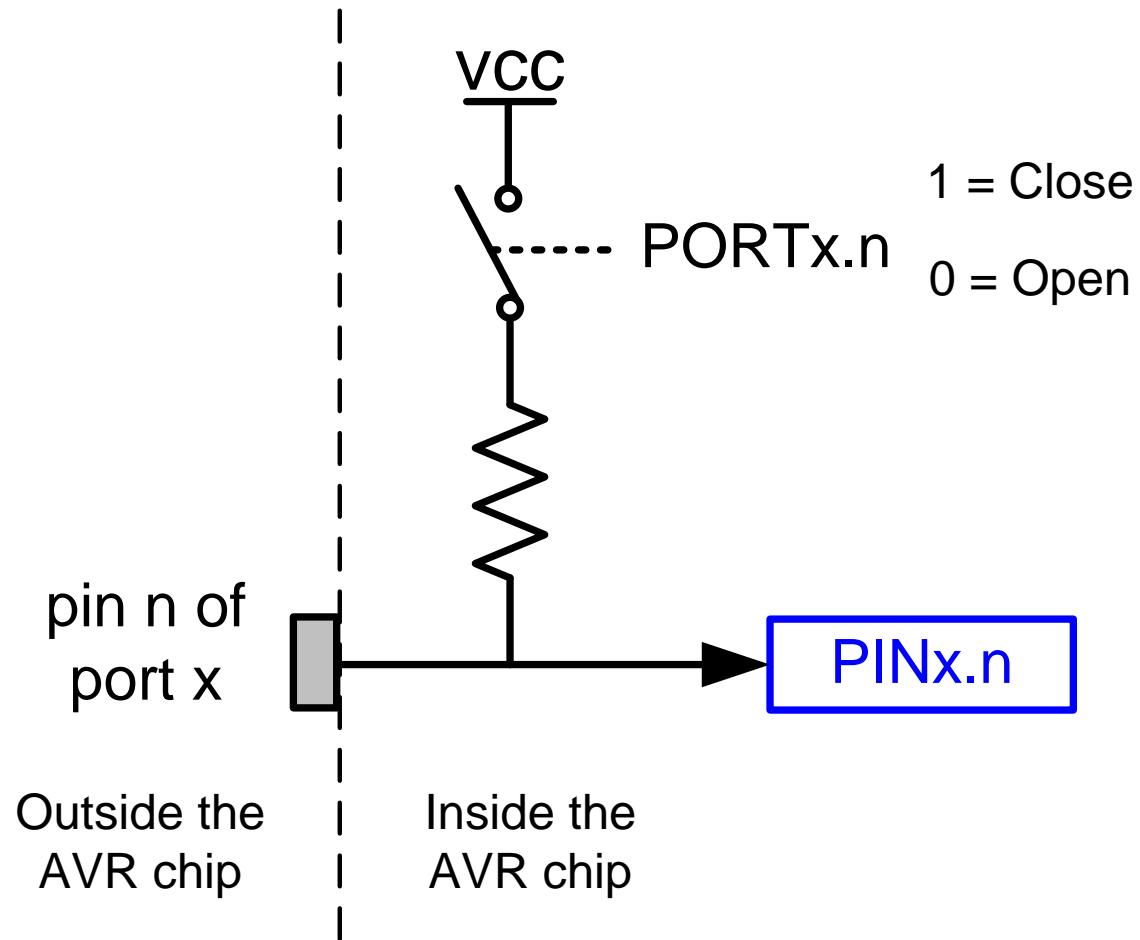 vcc
1 = Close
PORTx.n
0 = Open
pin n of
port x
PINx.n
Outside the
AVR chip
Inside the
AVR chip